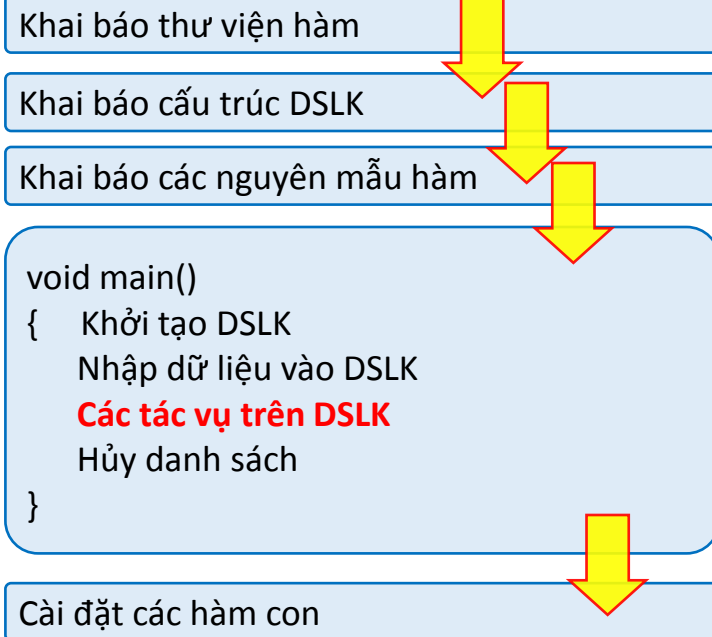 Khai báo thư viện hàm
Khai báo cấu trúc DSLK
Khai báo các nguyên mẫu hàm
void main()
{ Khởi tạo DSLK
Nhập dữ liệu vào DSLK
Các tác vụ trên DSLK
Hủy danh sách
}
Cài đặt các hàm con